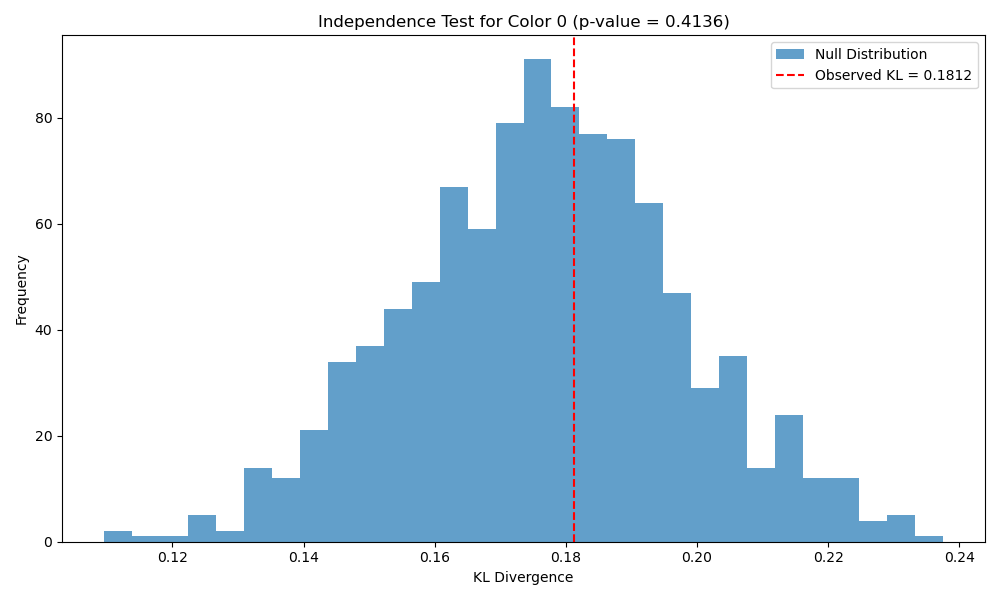 Independence Test for Color 0 (p-value = 0.4136)
Null Distribution
Observed KL = 0.1812
Frequency
80
60
40
20
0
0.12 0.14 0.16 0.18 0.20 0.22 0.24
KL Divergence